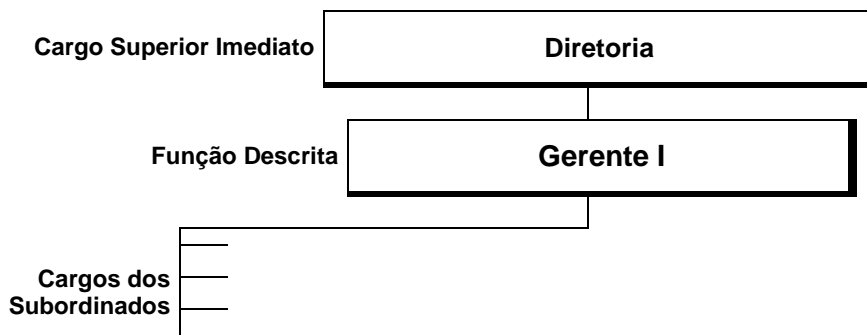 Cargo Superior Imediato
Diretoria
Função Descrita
Gerente I
Cargos dos
Subordinados